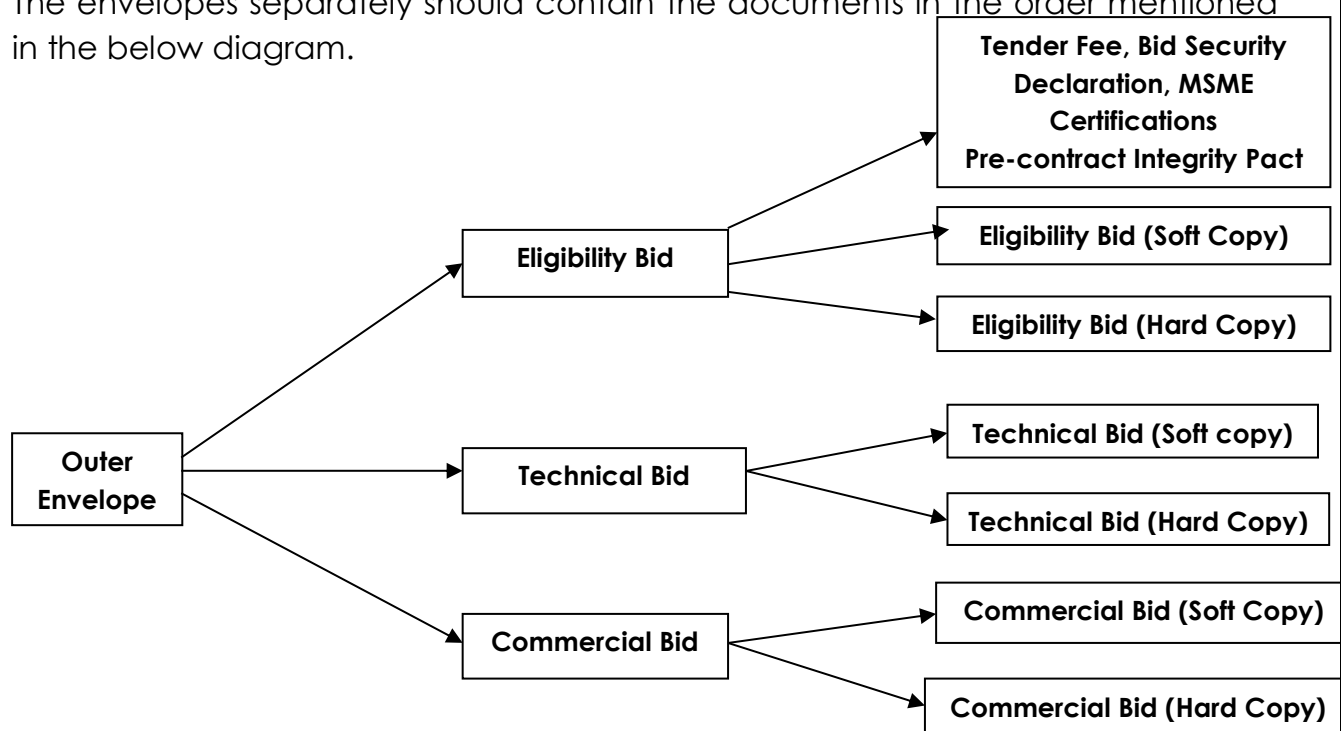 The envelopes separately should contain the documents in the order mentioned
in the below diagram.
Tender Fee, Bid Security
Declaration, MSME
Certifications
Pre-contract Integrity Pact
Eligibility Bid
Eligibility Bid (Soft Copy)
Eligibility Bid (Hard Copy)
Outer
Envelope
Technical Bid
Technical Bid (Soft copy)
Technical Bid (Hard Copy)
Commercial Bid
Commercial Bid (Soft Copy)
Commercial Bid (Hard Copy)